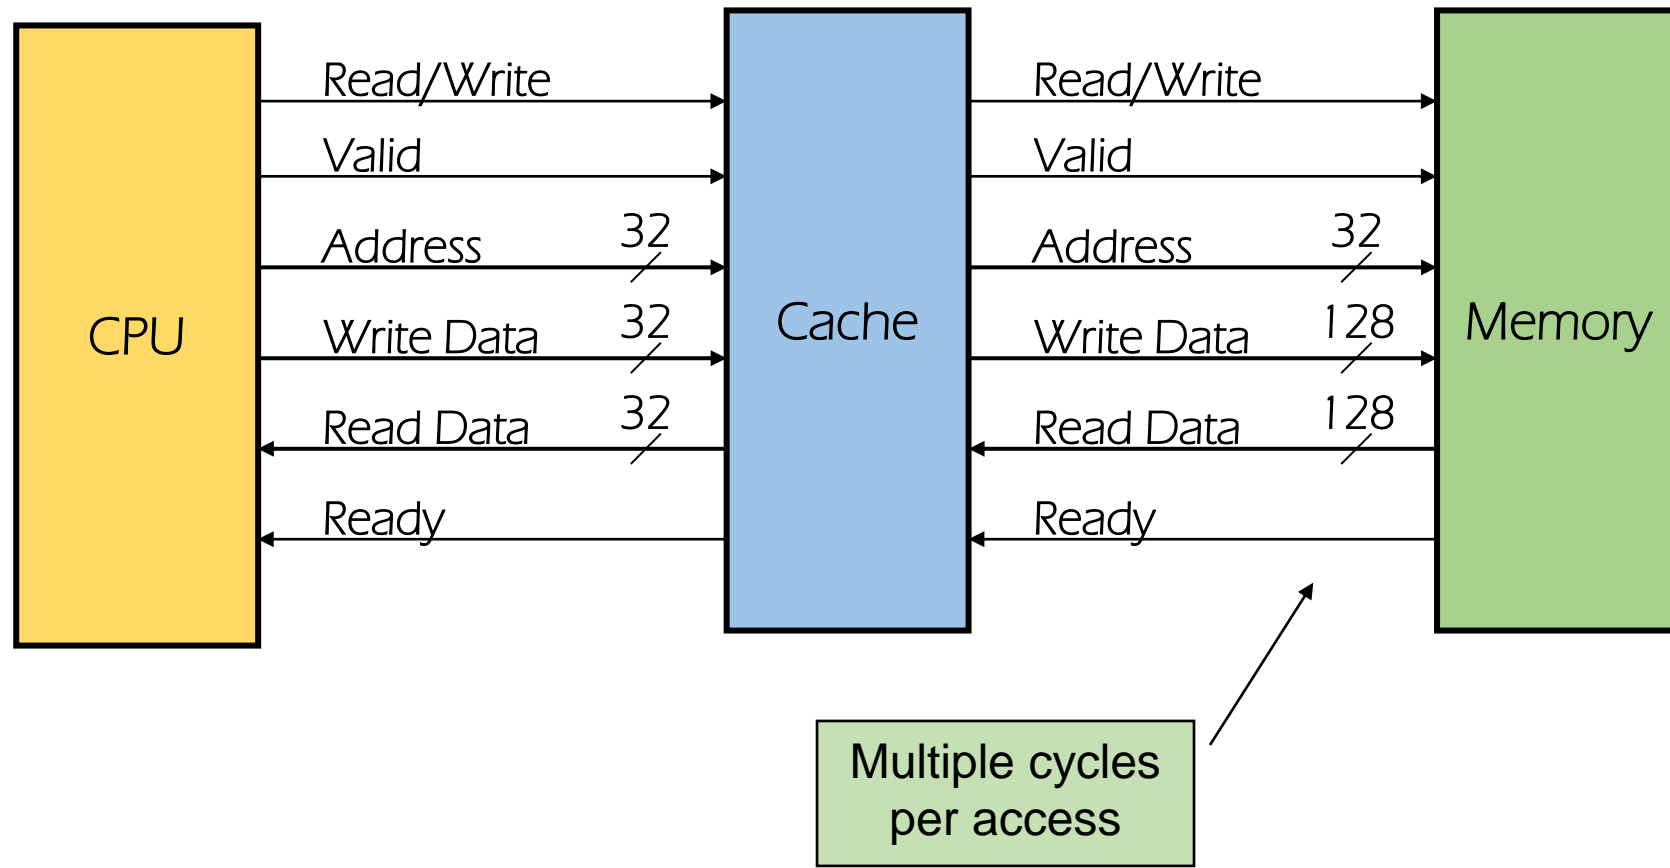 CPU
Read/Write
Valid
Address 32
Write Data 32
Read Data 32
Ready
Cache
Read/Write
Valid
Address 32
Write Data 128
Read Data 128
Ready
Memory
Multiple cycles
per access